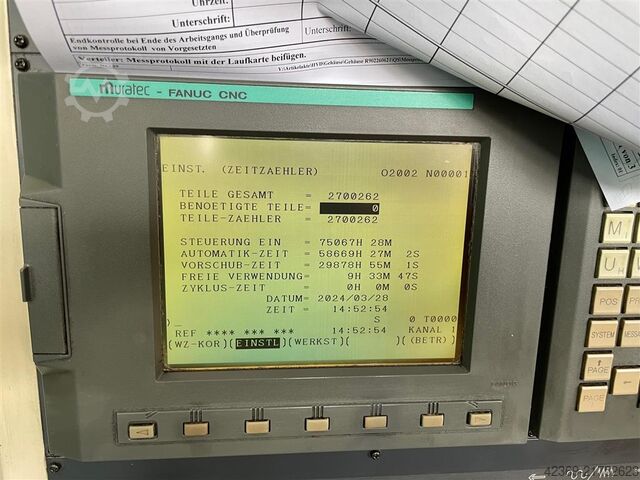 Uhrzeit:
Unterschrift:
Unterschrift:
Endkontrolle bei Ende des Arbeitsgangs und Überprüfung
von Messprotokoll von Vorgesetzten
Verteiler: Messprotokoll mit der Laufkarte beifügen.
muratec - FANUC CNC
EINST. (ZEITZAEHLER) O2002 N00001
TEILE GESAMT = 2700262
BENOETIGTE TEILE= 0
TEILE-ZAEHLER = 2700262
STEUERUNG EIN = 75067H 28M
AUTOMATIK-ZEIT = 58669H 27M 2S
VORSCHUB-ZEIT = 29878H 55M 1S
FREIE VERWENDUNG= 9H 33M 47S
ZYKLUS-ZEIT = 0H 0M 0S
DATUM= 2024/03/28
ZEIT = 14:52:54
)_ S 0 T0000
REF **** *** *** 14:52:54 KANAL 1
(WZ-KOR)(EINSTL)(WERKST)( )((BETR))
POS
SYSTEM
MESSAGE
PAGE
PAGE